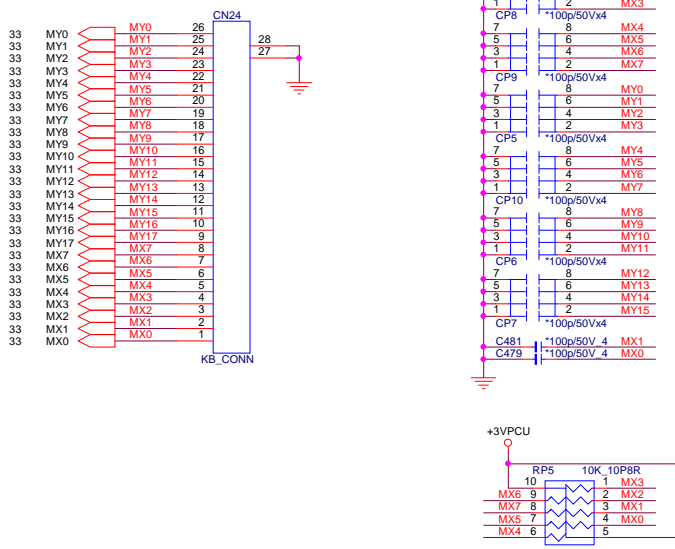 CN24
33 MY0 MY0 26
33 MY1 MY1 25 28
33 MY2 MY2 24 27
33 MY3 MY3 23
33 MY4 MY4 22
33 MY5 MY5 21
33 MY6 MY6 20
33 MY7 MY7 19
33 MY8 MY8 18
33 MY9 MY9 17
33 MY10 MY10 16
33 MY11 MY11 15
33 MY12 MY12 14
33 MY13 MY13 13
33 MY14 MY14 12
33 MY15 MY15 11
33 MY16 MY16 10
33 MY17 MY17 9
33 MX7 MX7 8
33 MX6 MX6 7
33 MX5 MX5 6
33 MX4 MX4 5
33 MX3 MX3 4
33 MX2 MX2 3
33 MX1 MX1 2
33 MX0 MX0 1
KB_CONN
1 2 MX3
CP8 *100p/50Vx4
7 8 MX4
5 6 MX5
3 4 MX6
1 2 MX7
CP9 *100p/50Vx4
7 8 MY0
5 6 MY1
3 4 MY2
1 2 MY3
CP5 *100p/50Vx4
7 8 MY4
5 6 MY5
3 4 MY6
1 2 MY7
CP10 *100p/50Vx4
7 8 MY8
5 6 MY9
3 4 MY10
1 2 MY11
CP6 *100p/50Vx4
7 8 MY12
5 6 MY13
3 4 MY14
1 2 MY15
CP7 *100p/50Vx4
C481 *100p/50V_4 MX1
C479 *100p/50V_4 MX0
+3VPCU
RP5 10K_10P8R
10 1 MX3
MX6 9 2 MX2
MX7 8 3 MX1
MX5 7 4 MX0
MX4 6 5